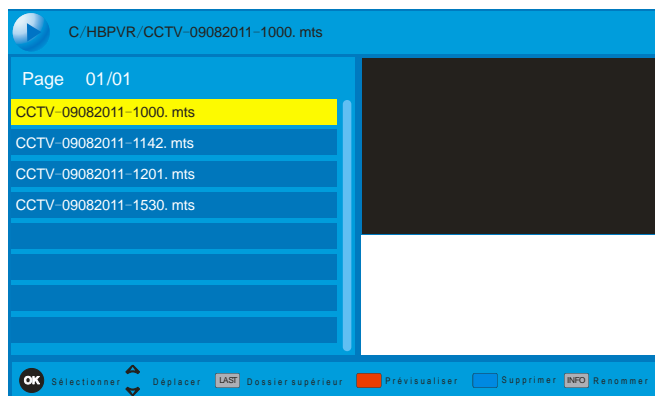 C/HBPVR/CCTV-09082011-1000. mts
Page 01/01
CCTV-09082011-1000. mts
CCTV-09082011-1142. mts
CCTV-09082011-1201. mts
CCTV-09082011-1530. mts
OK Sélectionner Déplacer LAST Dossier supérieur Prévisualiser Supprimer INFO Renommer